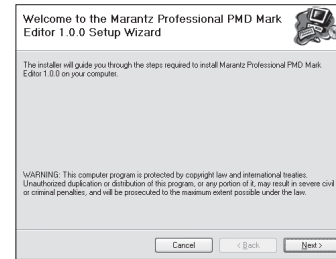 Welcome to the Marantz Professional PMD Mark
Editor 1.0.0 Setup Wizard
The installer will guide you through the steps required to install Marantz Professional PMD Mark
Editor 1.0.0 on your computer.
WARNING: This computer program is protected by copyright law and international treaties.
Unauthorized duplication or distribution of this program, or any portion of it, may result in severe civil
or criminal penalties, and will be prosecuted to the maximum extent possible under the law.
Cancel < Back Next >